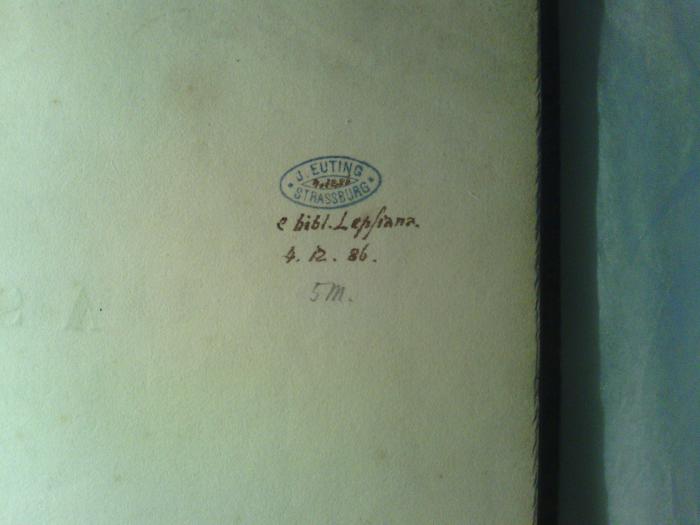 J. EUTING
STRASSBURG
e bibl. Lepſiana.
4. 12. 86.
5 M.